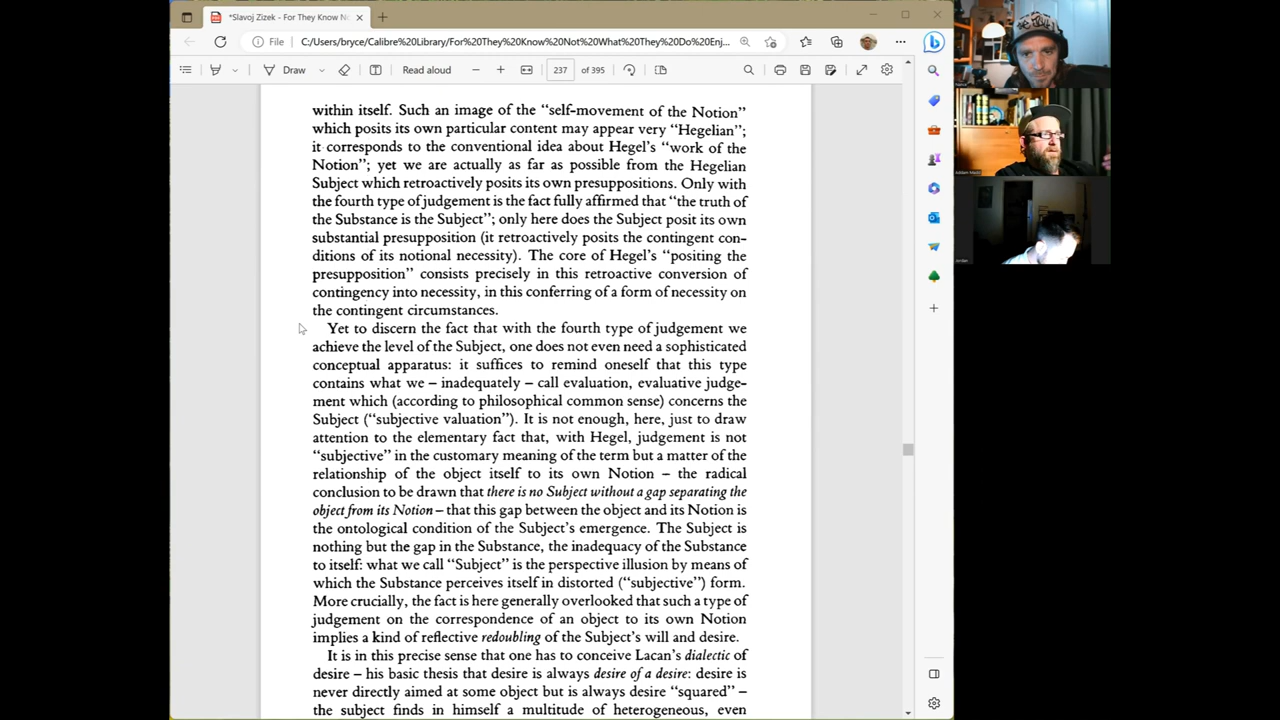 *Slavoj Zizek - For They Know No
File
C:/Users/bryce/Calibre%20Library/For%20They%20Know%20Not%20What%20They%20Do%20Enj...
Draw
Read aloud
237
of 395
within itself. Such an image of the “self-movement of the Notion”
which posits its own particular content may appear very “Hegelian”;
it corresponds to the conventional idea about Hegel's “work of the
Notion”; yet we are actually as far as possible from the Hegelian
Subject which retroactively posits its own presuppositions. Only with
the fourth type of judgement is the fact fully affirmed that “the truth of
the Substance is the Subject”; only here does the Subject posit its own
substantial presupposition (it retroactively posits the contingent con-
ditions of its notional necessity). The core of Hegel's “positing the
presupposition” consists precisely in this retroactive conversion of
contingency into necessity, in this conferring of a form of necessity on
the contingent circumstances.
Yet to discern the fact that with the fourth type of judgement we
achieve the level of the Subject, one does not even need a sophisticated
conceptual apparatus: it suffices to remind oneself that this type
contains what we – inadequately – call evaluation, evaluative judge-
ment which (according to philosophical common sense) concerns the
Subject (“subjective valuation”). It is not enough, here, just to draw
attention to the elementary fact that, with Hegel, judgement is not
“subjective” in the customary meaning of the term but a matter of the
relationship of the object itself to its own Notion – the radical
conclusion to be drawn that there is no Subject without a gap separating the
object from its Notion – that this gap between the object and its Notion is
the ontological condition of the Subject's emergence. The Subject is
nothing but the gap in the Substance, the inadequacy of the Substance
to itself: what we call “Subject” is the perspective illusion by means of
which the Substance perceives itself in distorted (“subjective”) form.
More crucially, the fact is here generally overlooked that such a type of
judgement on the correspondence of an object to its own Notion
implies a kind of reflective redoubling of the Subject's will and desire.
It is in this precise sense that one has to conceive Lacan's dialectic of
desire – his basic thesis that desire is always desire of a desire: desire is
never directly aimed at some object but is always desire “squared” –
the subject finds in himself a multitude of heterogeneous, even
Jordan